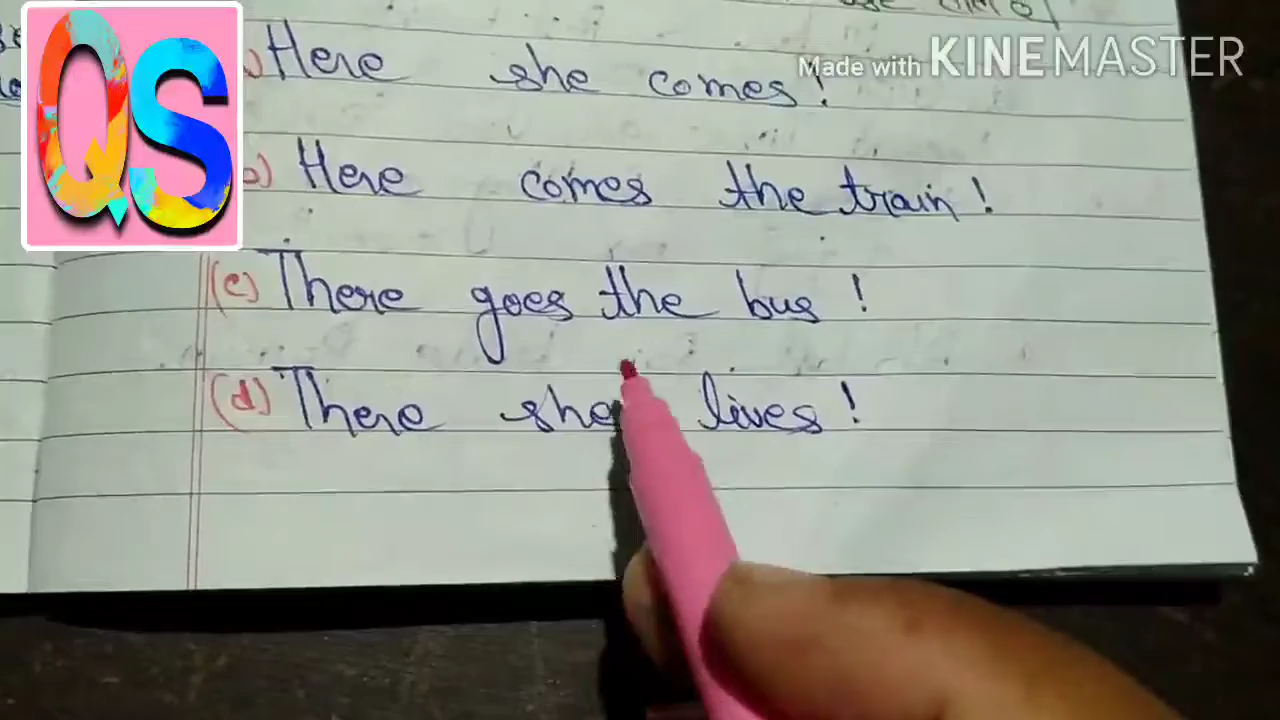 Made with KINEMASTER
QS
Here she comes!
b) Here comes the train!
(c) There goes the bus!
(d) There she lives!